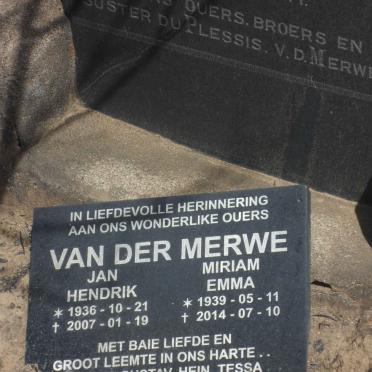 OUERS, BROERS EN
SUSTER DU PLESSIS. V.D. MERWE
IN LIEFDEVOLLE HERINNERING
AAN ONS WONDERLIKE OUERS
VAN DER MERWE
JAN HENDRIK
MIRIAM EMMA
* 1936 - 10 - 21
† 2007 - 01 - 19
* 1939 - 05 - 11
† 2014 - 07 - 10
MET BAIE LIEFDE EN
GROOT LEEMTE IN ONS HARTE . .
GUSTAV, HEIN, TESSA